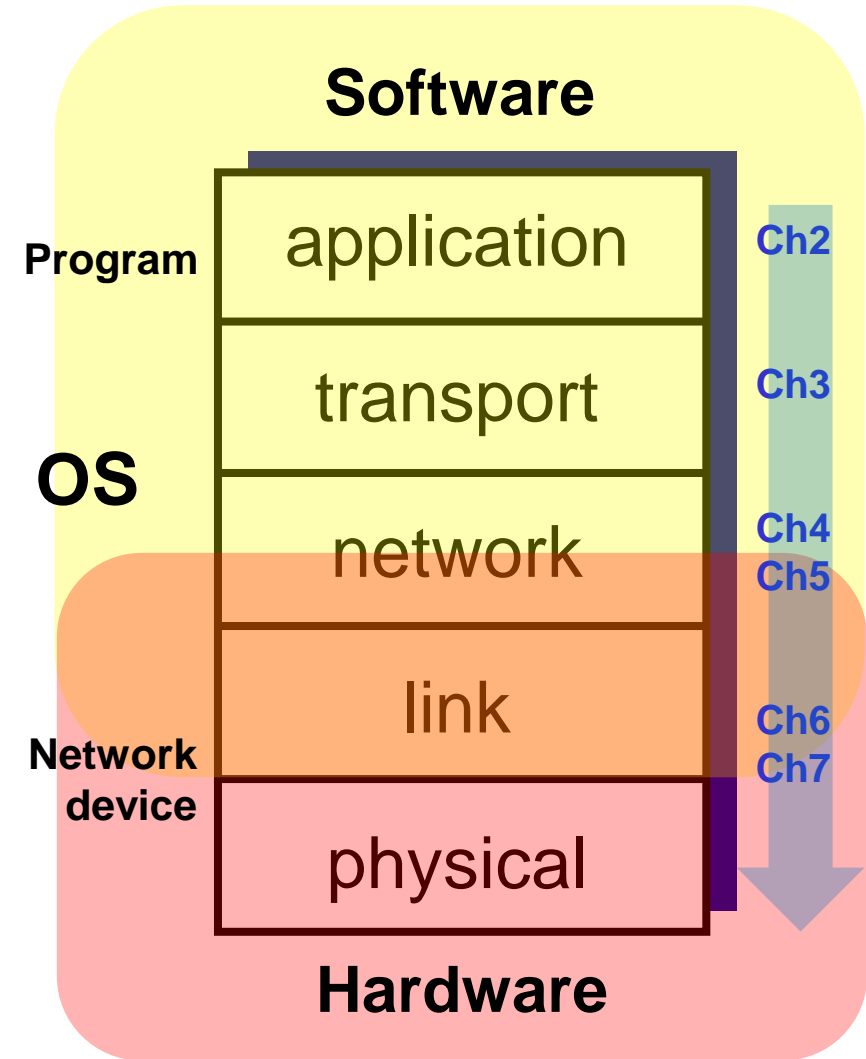 Software
application
Program
Ch2
transport
Ch3
OS
network
Ch4
Ch5
link
Ch6
Network
device
Ch7
physical
Hardware